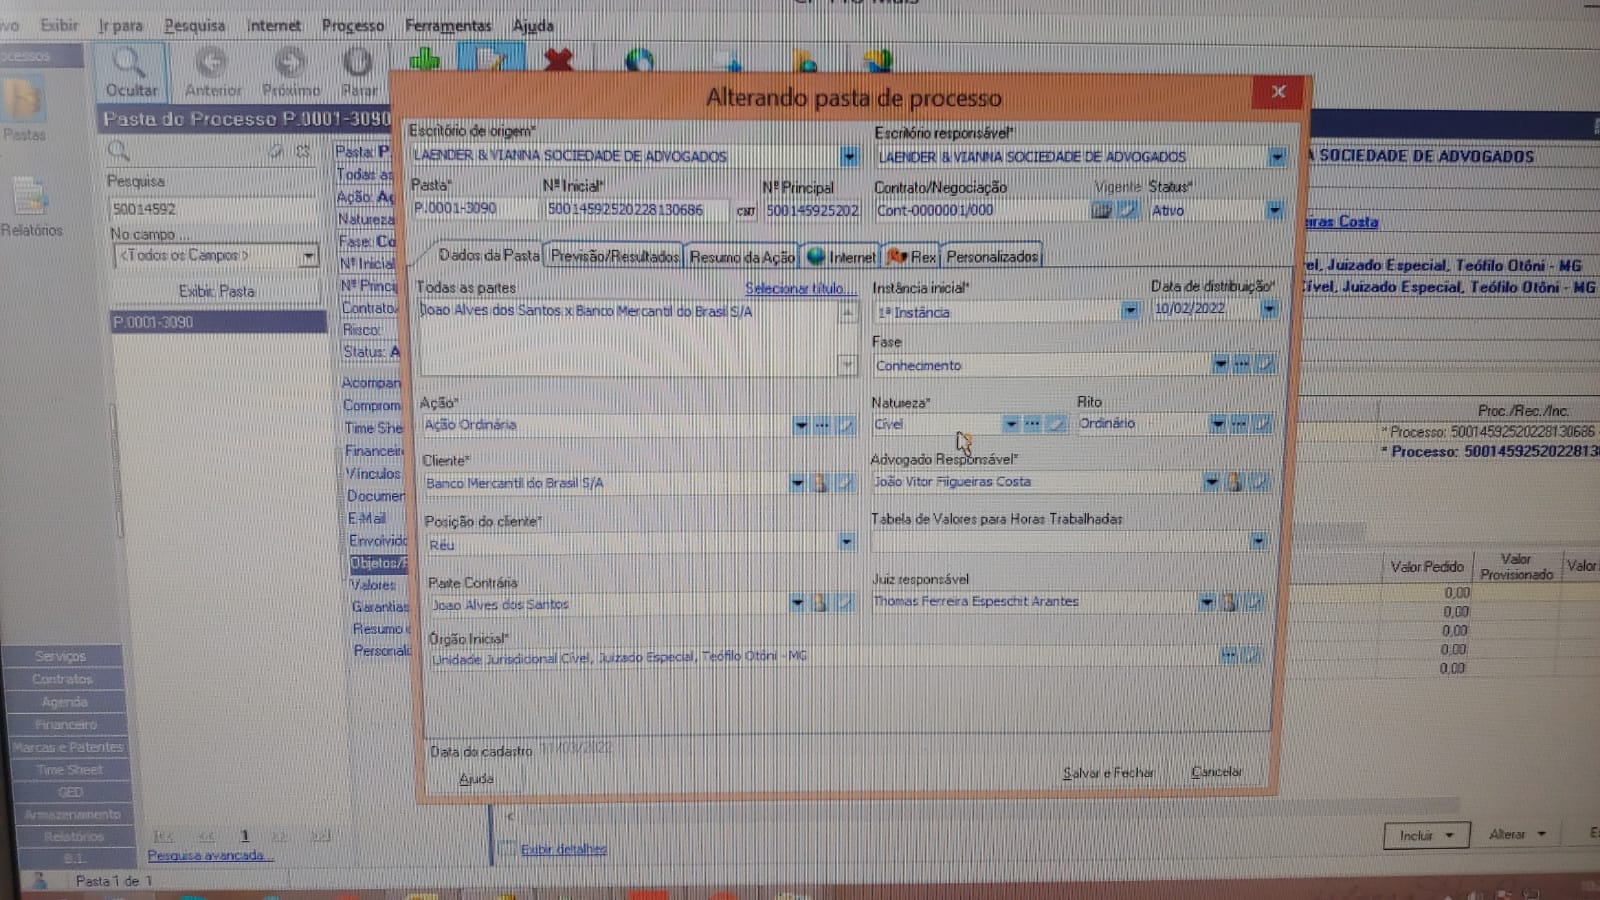 Exibir Ir para Pesquisa Internet Processo Ferramentas Ajuda
Ocultar Anterior Próximo Parar
Pastas
Relatórios
Pasta do Processo P.0001-3090
Pesquisa
50014592
No campo ...
<Todos os Campos>
Exibir: Pasta
P.0001-3090
Pasta: P
Todas as
Ação: Aç
Natureza
Fase: Co
Nº Inicial
Nº Princi
Contrato
Risco:
Status: A
Acompan
Comprom
Time She
Financeir
Vínculos
Documen
E-Mail
Envolvido
Objetos/P
Valores
Garantias
Resumo
Personali
Serviços
Contratos
Agenda
Financeiro
Marcas e Patentes
Time Sheet
GED
Armazenamento
Relatórios
B.I.
1
Pesquisa avançada...
Pasta 1 de 1
Alterando pasta de processo
Escritório de origem* Escritório responsável*
LAENDER & VIANNA SOCIEDADE DE ADVOGADOS LAENDER & VIANNA SOCIEDADE DE ADVOGADOS
Pasta* Nº Inicial* Nº Principal Contrato/Negociação Vigente Status*
P.0001-3090 50014592520228130686 500145925202 Cont-0000001/000 Ativo
Dados da Pasta Previsão/Resultados Resumo da Ação Internet Rex Personalizados
Todas as partes Selecionar título.... Instância inicial* Data de distribuição*
Joao Alves dos Santos x Banco Mercantil do Brasil S/A 1ª Instância 10/02/2022
Fase
Conhecimento
Ação* Natureza* Rito
Ação Ordinária Cível Ordinário
Cliente* Advogado Responsável*
Banco Mercantil do Brasil S/A João Vitor Filgueiras Costa
Posição do cliente* Tabela de Valores para Horas Trabalhadas
Réu
Parte Contrária Juiz responsável
Joao Alves dos Santos Thomas Ferreira Espeschit Arantes
Órgão Inicial*
Unidade Jurisdicional Cível, Juizado Especial, Teófilo Otôni - MG
Data do cadastro
Ajuda Salvar e Fechar Cancelar
SOCIEDADE DE ADVOGADOS
eiras Costa
el, Juizado Especial, Teófilo Otôni - MG
Cível, Juizado Especial, Teófilo Otôni - MG
Proc./Rec./Inc.
* Processo: 50014592520228130686
* Processo: 5001459252022813
Valor Pedido Valor Provisionado Valor
0,00
0,00
0,00
0,00
0,00
Exibir detalhes
Incluir Alterar